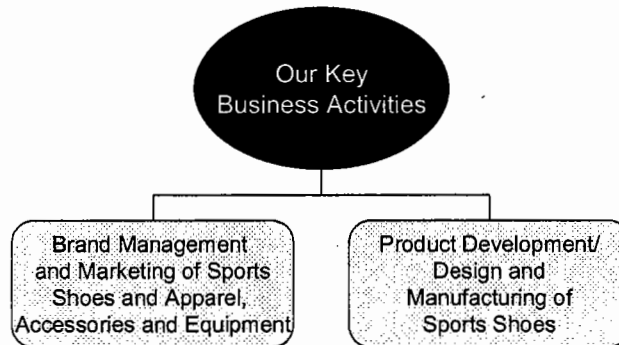 Our Key
Business Activities
Brand Management
and Marketing of Sports
Shoes and Apparel,
Accessories and Equipment
Product Development/
Design and
Manufacturing of
Sports Shoes